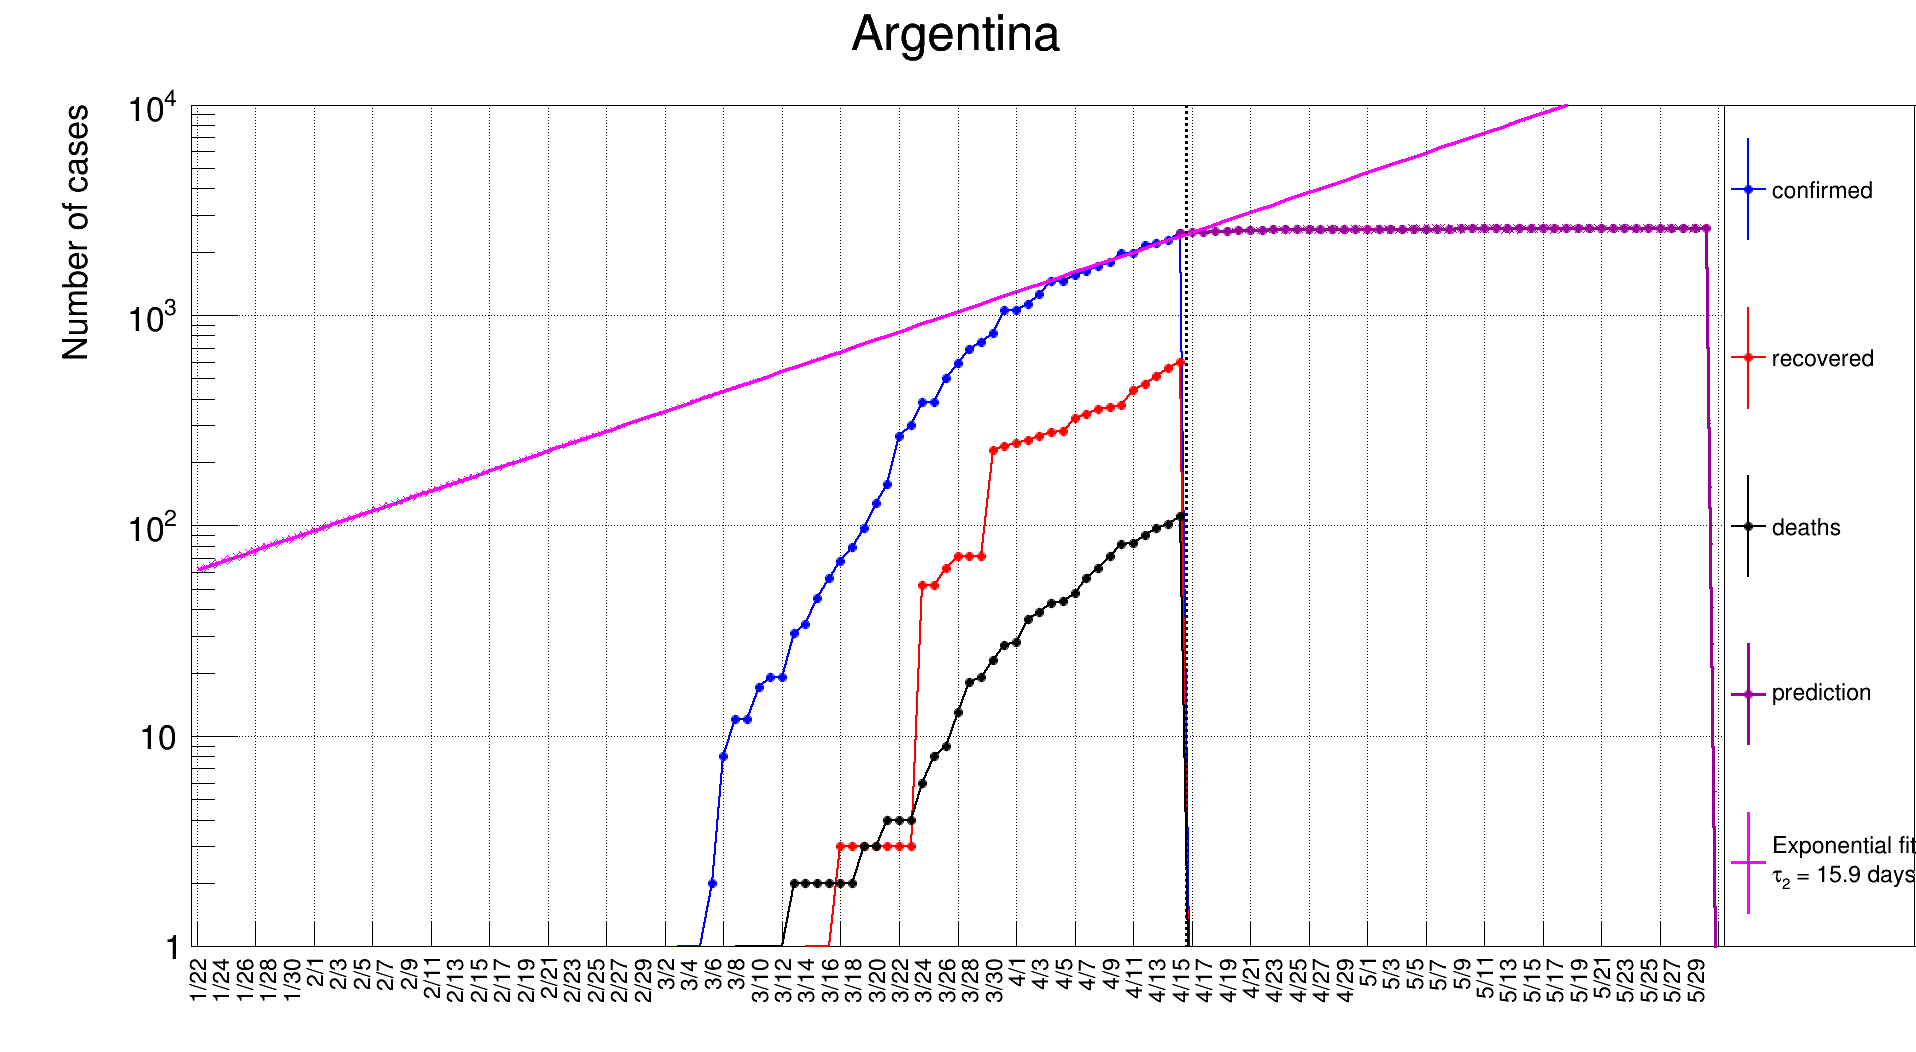 Argentina
Number of cases
10⁴
10³
10²
10
1
1/22 1/24 1/26 1/28 1/30 2/1 2/3 2/5 2/7 2/9 2/11 2/13 2/15 2/17 2/19 2/21 2/23 2/25 2/27 2/29 3/2 3/4 3/6 3/8 3/10 3/12 3/14 3/16 3/18 3/20 3/22 3/24 3/26 3/28 3/30 4/1 4/3 4/5 4/7 4/9 4/11 4/13 4/15 4/17 4/19 4/21 4/23 4/25 4/27 4/29 5/1 5/3 5/5 5/7 5/9 5/11 5/13 5/15 5/17 5/19 5/21 5/23 5/25 5/27 5/29
confirmed
recovered
deaths
prediction
Exponential fit
τ₂ = 15.9 days